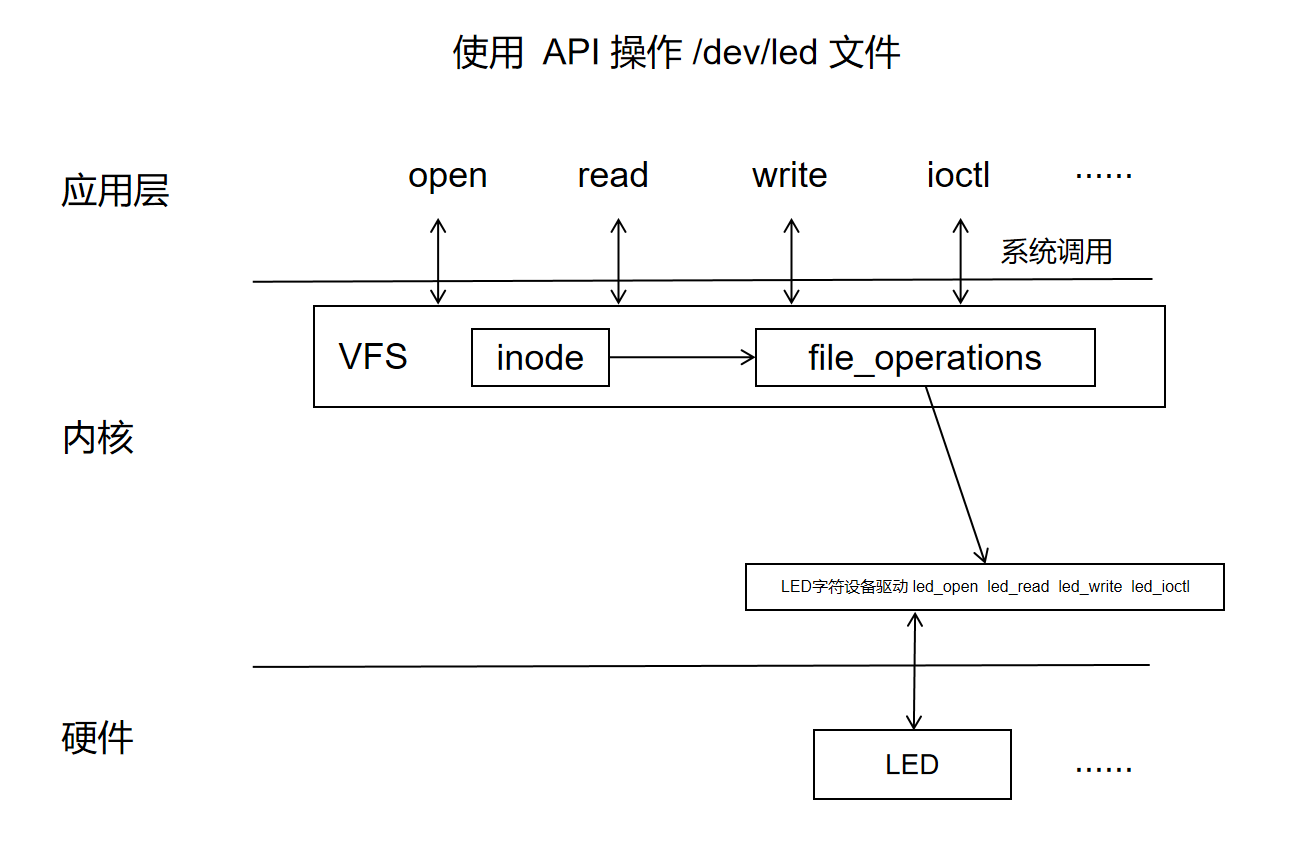 使用 API 操作 /dev/led 文件
应用层
open read write ioctl ······
系统调用
VFS inode file_operations
内核
LED字符设备驱动 led_open led_read led_write led_ioctl
硬件
LED ······